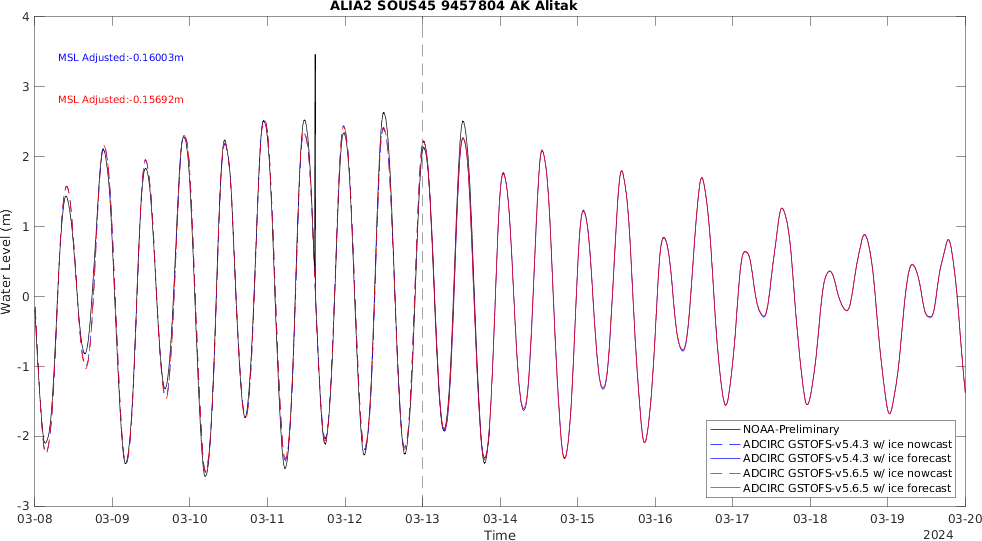 ALIA2 SOUS45 9457804 AK Alitak
MSL Adjusted:-0.16003m
MSL Adjusted:-0.15692m
Water Level (m)
4
3
2
1
0
-1
-2
-3
NOAA-Preliminary
ADCIRC GSTOFS-v5.4.3 w/ ice nowcast
ADCIRC GSTOFS-v5.4.3 w/ ice forecast
ADCIRC GSTOFS-v5.6.5 w/ ice nowcast
ADCIRC GSTOFS-v5.6.5 w/ ice forecast
03-08 03-09 03-10 03-11 03-12 03-13 03-14 03-15 03-16 03-17 03-18 03-19 03-20
Time
2024